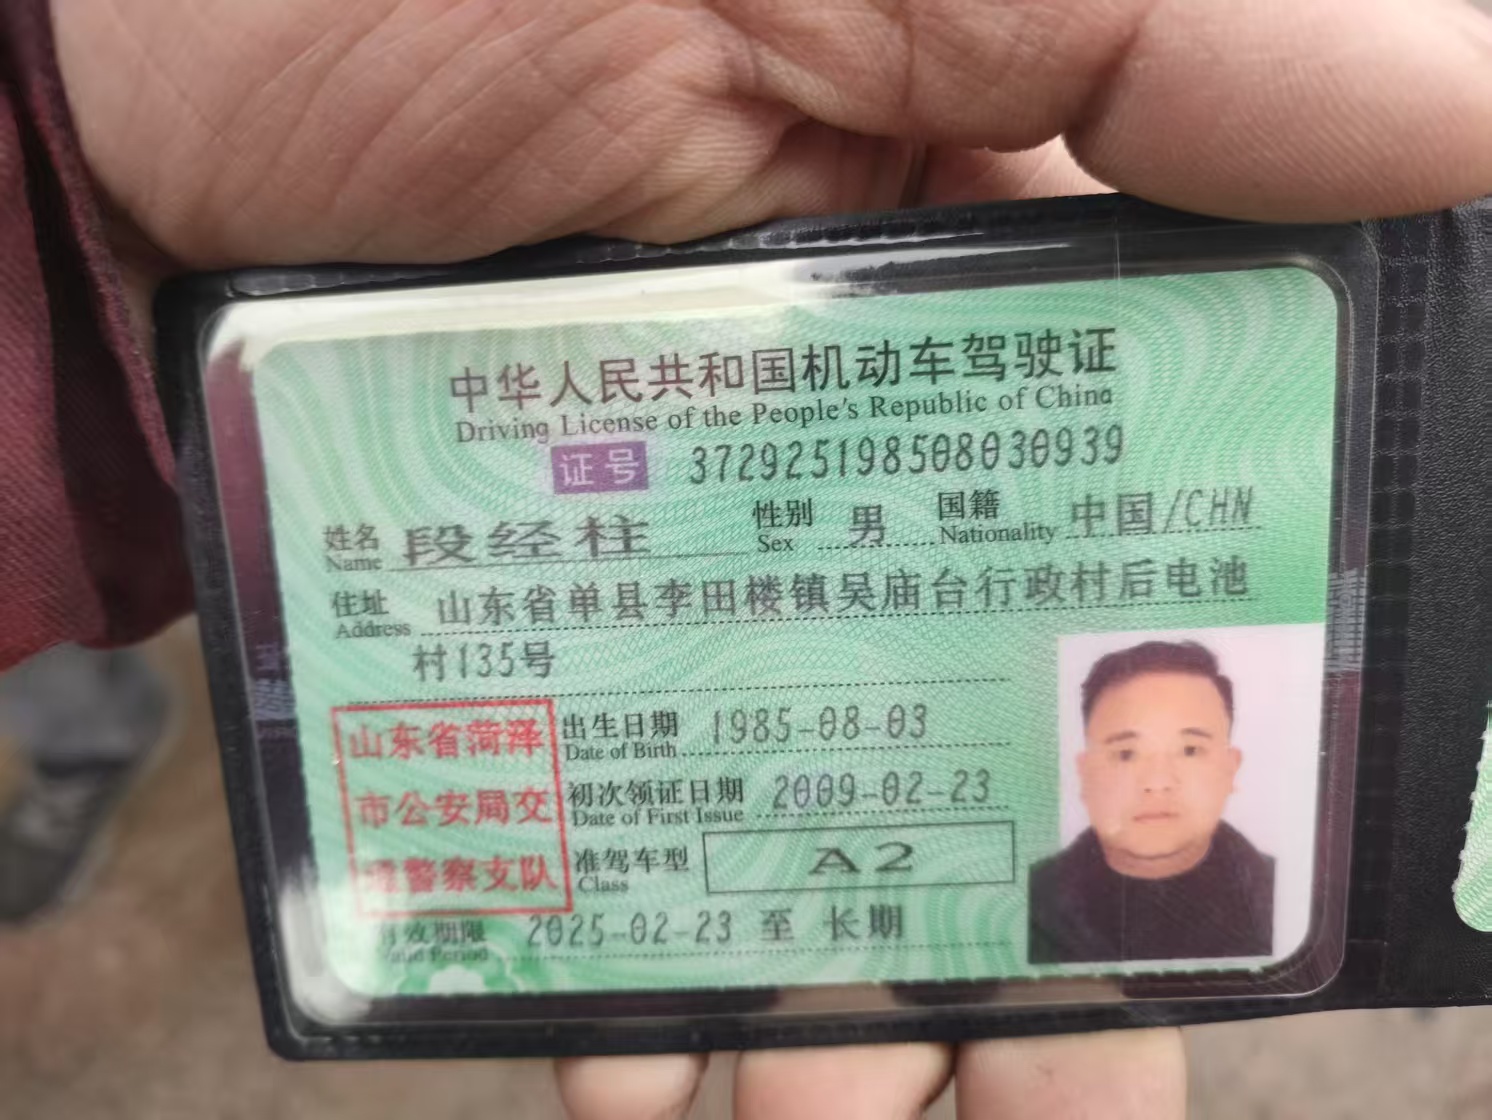 中华人民共和国机动车驾驶证
Driving License of the People's Republic of China
证号 372925198508030939
姓名 段经柱 性别 男 国籍 中国/CHN
Name Sex Nationality
住址 山东省单县李田楼镇吴庙台行政村后电池
Address
村135号
山东省菏泽
市公安局交
通警察支队
出生日期 1985-08-03
Date of Birth
初次领证日期 2009-02-23
Date of First Issue
准驾车型 A2
Class
有效期限 2025-02-23 至 长期
Valid Period